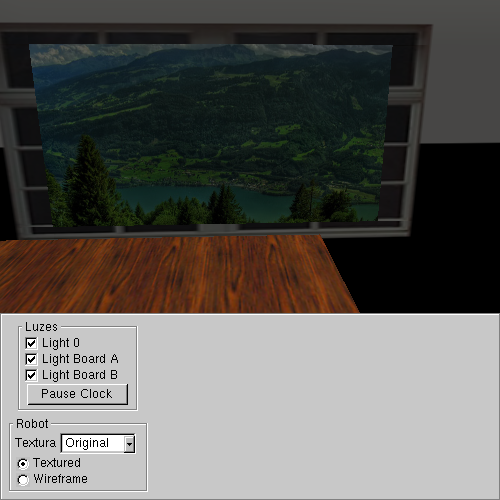 Luzes
Light 0
Light Board A
Light Board B
Pause Clock
Robot
Textura Original
Textured
Wireframe